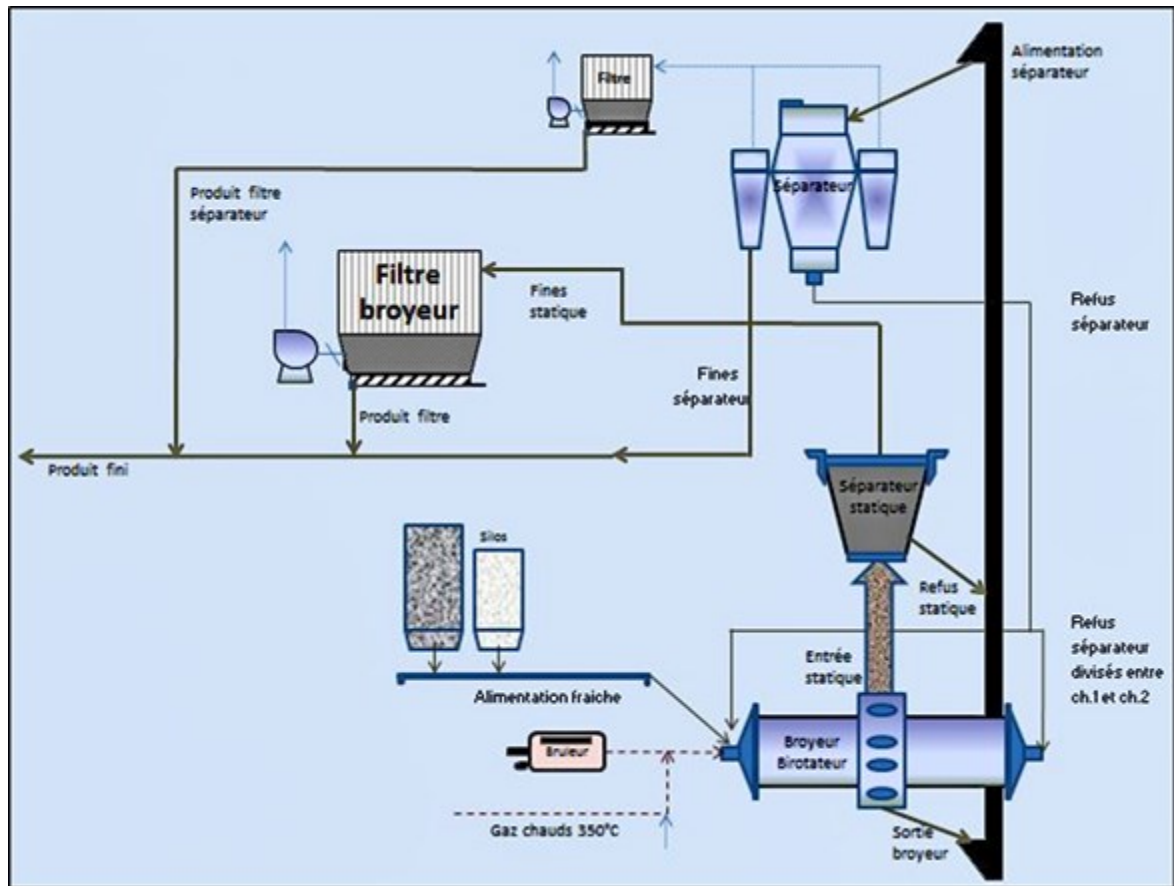 Alimentation
séparateur
Filtre
Séparateur
Produit filtre
séparateur
Filtre
broyeur
Fines
statique
Refus
séparateur
Fines
séparateur
Produit filtre
Produit fini
Séparateur
statique
Silos
Refus
statique
Refus
séparateur
divisés entre
ch.1 et ch.2
Entrée
statique
Alimentation fraiche
Bruleur
Broyeur
Birotateur
Gaz chauds 350°C
Sortie
broyeur